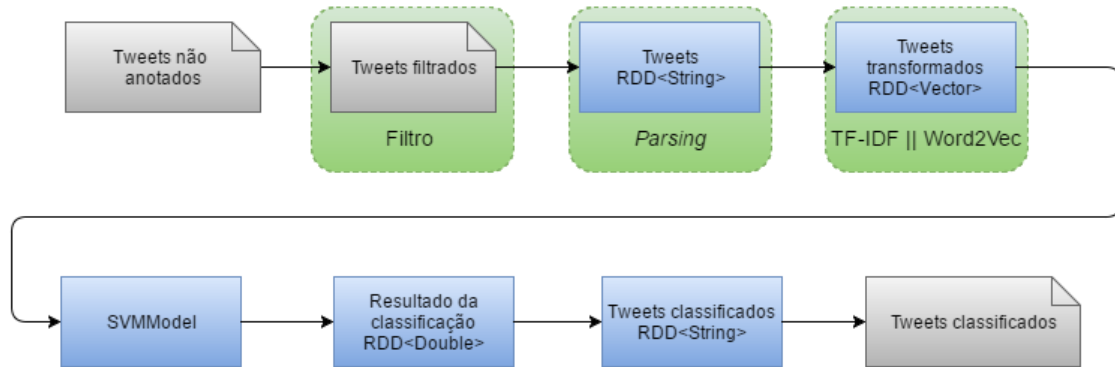 Tweets não
anotados
Tweets filtrados
Filtro
Tweets
RDD<String>
Parsing
Tweets
transformados
RDD<Vector>
TF-IDF || Word2Vec
SVMModel
Resultado da
classificação
RDD<Double>
Tweets classificados
RDD<String>
Tweets classificados